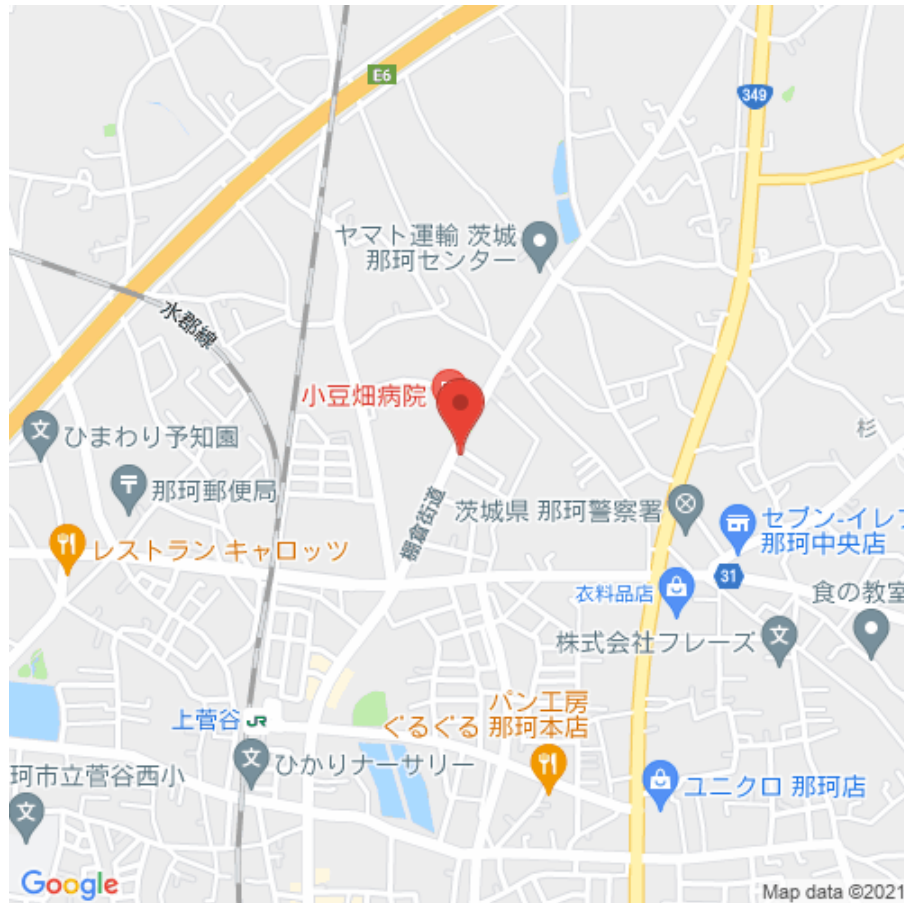 E6
349
ヤマト運輸 茨城
那珂センター
水郡線
小豆畑病院
杉
ひまわり予知園
那珂郵便局
棚倉街道
茨城県 那珂警察署
セブン-イレブ
那珂中央店
レストラン キャロッツ
31
衣料品店
食の教室
株式会社フレーズ
パン工房
ぐるぐる 那珂本店
上菅谷
JR
ひかりナーサリー
珂市立菅谷西小
ユニクロ 那珂店
Google
Map data ©2021